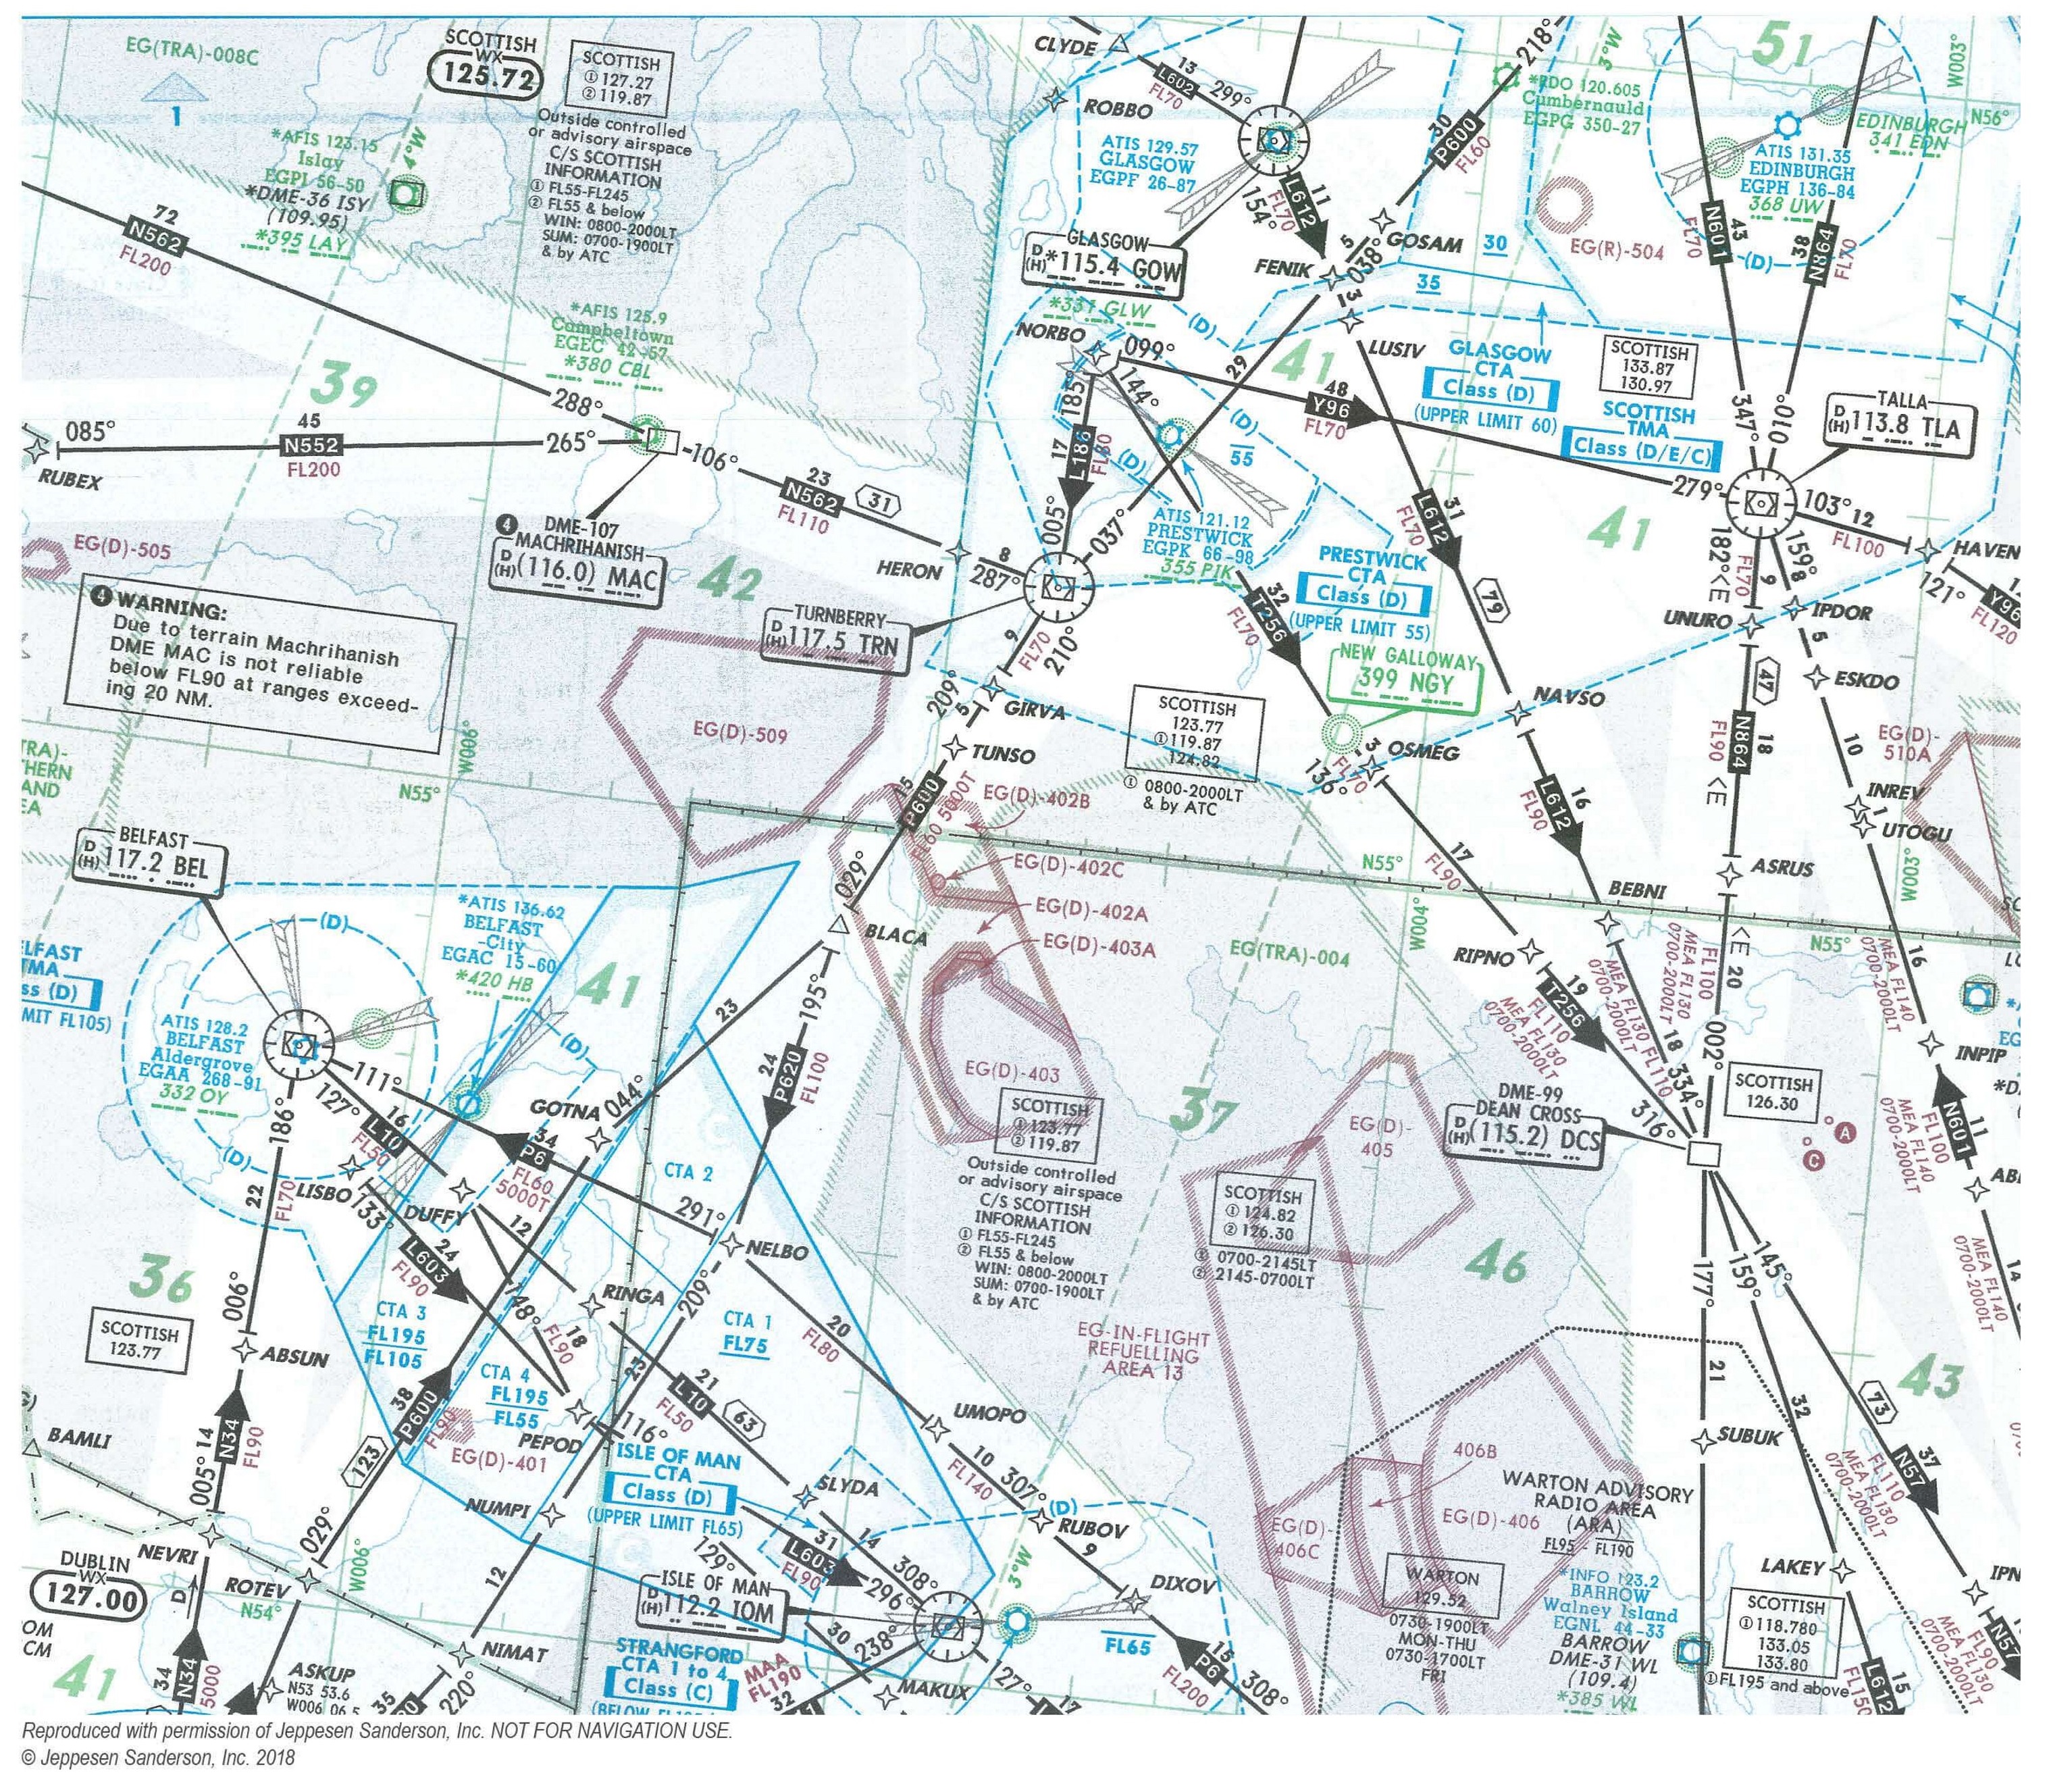 EG(TRA)-008C
1
SCOTTISH
WX
125.72
SCOTTISH
① 127.27
② 119.87
Outside controlled
or advisory airspace
C/S SCOTTISH
INFORMATION
① FL55-FL245
② FL55 & below
WIN: 0800-2000LT
SUM: 0700-1900LT
& by ATC
*AFIS 123.15
Islay
EGPI 56-50
*DME-36 ISY
(109.95)
*395 LAY
4°W
72
N562
FL200
288°
*AFIS 125.9
Campbeltown
EGEC 42-57
*380 CBL
39
085°
45
N552
FL200
265°
RUBEX
106°
23
N562
FL110
31
HERON
8
287°
❹ DME-107
MACHRIHANISH
D
(H)
(116.0) MAC
EG(D)-505
❹ WARNING:
Due to terrain Machrihanish
DME MAC is not reliable
below FL90 at ranges exceed-
ing 20 NM.
42
CLYDE
13
L602
FL70
299°
ROBBO
ATIS 129.57
GLASGOW
EGPF 26-87
11
L612
FL70
154°
GLASGOW
D
(H)
*115.4 GOW
*331 GLW
FENIK
GOSAM
5
038°
13
LUSIV
30
P600
FL60
218°
3°W
*RDO 120.605
Cumbernauld
EGPG 350-27
EG(R)-504
30
35
51
EDINBURGH
341 EDN
ATIS 131.35
EDINBURGH
EGPH 136-84
368 UW
W003°
N56°
N601
43
FL70
(D)
38
N864
FL70
347°
010°
NORBO
099°
144°
185°
17
L186
FL80
005°
29
037°
(D)
(D)
(D)
55
41
48
Y96
FL70
279°
GLASGOW
CTA
Class (D)
(UPPER LIMIT 60)
SCOTTISH
133.87
130.97
SCOTTISH
TMA
Class (D/E/C)
TALLA
D
(H)
113.8 TLA
103°
12
FL100
HAVEN
121°
Y96
FL120
ATIS 121.12
PRESTWICK
EGPK 66-98
355 PIK
PRESTWICK
CTA
Class (D)
(UPPER LIMIT 55)
31
L612
FL70
79
41
182°
<E
FL70
9
159°
8
UNURO
IPDOR
5
ESKDO
47
N864
18
FL90
<E
10
INREV
1
UTOGU
EG(D)-
510A
TURNBERRY
D
(H)
117.5 TRN
9
FL70
210°
209°
5
GIRVA
TUNSO
32
T256
FL70
NEW GALLOWAY
399 NGY
3
OSMEG
136°
FL70
NAVSO
SCOTTISH
123.77
①119.87
124.82
① 0800-2000LT
& by ATC
EG(D)-509
W006°
N55°
15
P600
FL60 5000T
EG(D)-402B
EG(D)-402C
EG(D)-402A
EG(D)-403A
EG(D)-403
029°
BLACA
16
L612
FL90
17
FL90
N55°
BEBNI
ASRUS
W004°
W003°
N55°
EG(TRA)-004
RIPNO
19
T256
FL110
MEA FL130
0700-2000LT
MEA FL130
0700-2000LT
FL110
18
334°
MEA FL130
0700-2000LT
FL100
<E
20
002°
16
MEA FL140
0700-2000LT
INPIP
BELFAST
D
(H)
117.2 BEL
(D)
*ATIS 136.62
BELFAST
-City
EGAC 15-60
*420 HB
41
ATIS 128.2
BELFAST
Aldergrove
EGAA 268-91
332 OY
(D)
(D)
111°
127°
186°
16
L10
FL50
GOTNA
044°
23
24
P620
FL100
195°
34
P6
FL60
5000T
291°
NELBO
CTA 2
37
DME-99
DEAN CROSS
D
(H)
(115.2) DCS
316°
SCOTTISH
126.30
A
C
N601
11
FL100
MEA FL140
0700-2000LT
EG(D)-
405
SCOTTISH
①123.77
②119.87
Outside controlled
or advisory airspace
C/S SCOTTISH
INFORMATION
① FL55-FL245
② FL55 & below
WIN: 0800-2000LT
SUM: 0700-1900LT
& by ATC
SCOTTISH
① 124.82
② 126.30
① 0700-2145LT
② 2145-0700LT
46
LISBO
133°
DUFFY
24
L603
FL90
12
148°
18
FL90
RINGA
209°
22
FL70
36
SCOTTISH
123.77
006°
ABSUN
CTA 3
FL195
FL105
CTA 1
FL75
CTA 4
FL195
FL55
25
20
FL80
EG-IN-FLIGHT
REFUELLING
AREA 13
177°
159°
145°
21
32
73
N57
37
43
MEA FL140
0700-2000LT
14
BAMLI
005°
14
N34
FL90
38
P600
FL90
123
EG(D)-401
PEPOD
116°
21
L10
FL50
63
UMOPO
10
FL140
307°
RUBOV
(D)
ISLE OF MAN
CTA
Class (D)
(UPPER LIMIT FL65)
SLYDA
NUMPI
406B
EG(D)-406
EG(D)-
406C
WARTON ADVISORY
RADIO AREA
(ARA)
FL95 - FL190
SUBUK
FL110
MEA FL130
0700-2000LT
NEVRI
ROTEV
029°
W006°
N54°
DUBLIN
WX
127.00
D
41
34
N34
5000
ASKUP
N53 53.6
W006 06.5
12
NIMAT
35
220°
129°
31
L603
FL90
14
308°
296°
ISLE OF MAN
D
(H)
112.2 IOM
30
238°
STRANGFORD
CTA 1 to 4
Class (C)
MAA
FL190
32
MAKUX
127°
17
3°W
9
DIXOV
FL65
P6
15
FL200
308°
WARTON
129.52
0730-1900LT
MON-THU
0730-1700LT
FRI
*INFO 123.2
BARROW
Walney Island
EGNL 44-33
BARROW
DME-31 WL
(109.4)
*385 WL
LAKEY
SCOTTISH
①118.780
133.05
133.80
①FL195 and above
L612
15
FL150
FL90
MEA FL130
0700-2000LT
N57
Reproduced with permission of Jeppesen Sanderson, Inc. NOT FOR NAVIGATION USE.
© Jeppesen Sanderson, Inc. 2018